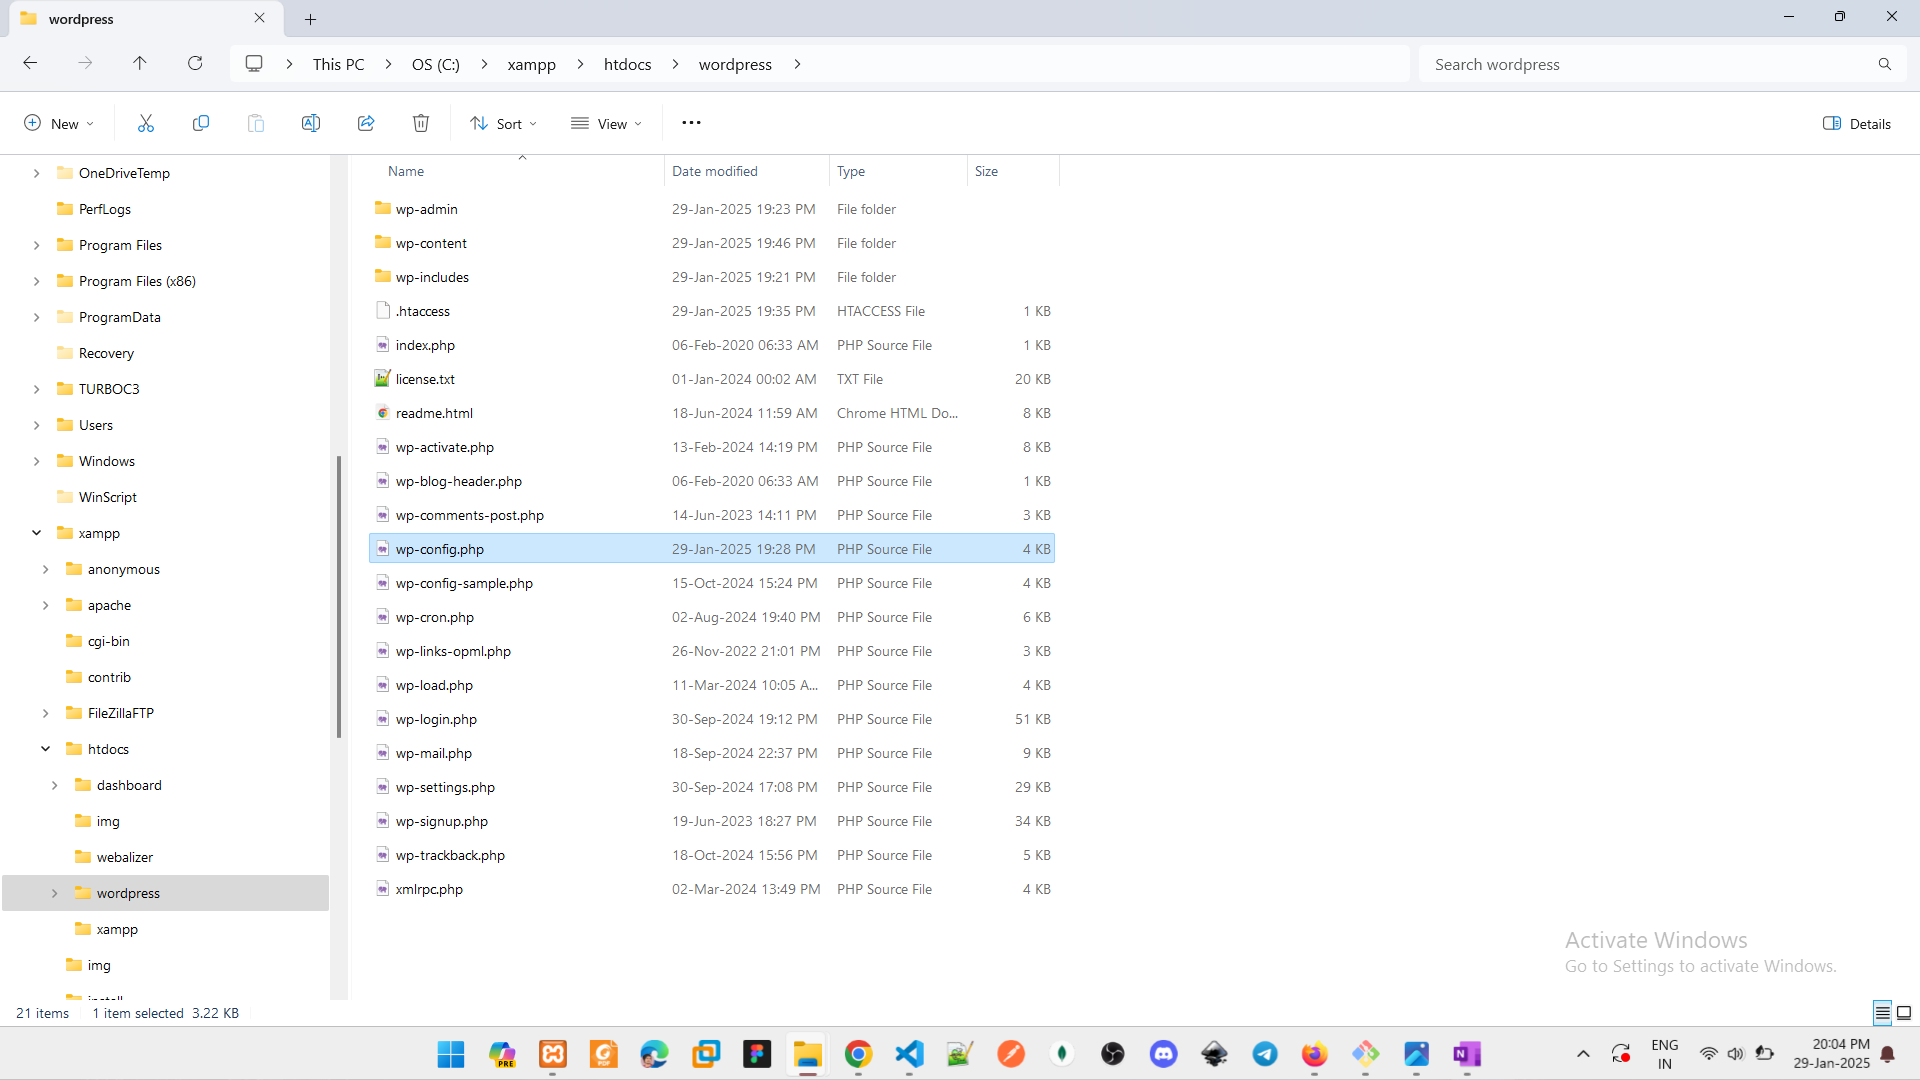 wordpress
This PC
OS (C:)
xampp
htdocs
wordpress
Search wordpress
New
Sort
View
Details
OneDriveTemp
PerfLogs
Program Files
Program Files (x86)
ProgramData
Recovery
TURBOC3
Users
Windows
WinScript
xampp
anonymous
apache
cgi-bin
contrib
FileZillaFTP
htdocs
dashboard
img
webalizer
wordpress
xampp
img
Name Date modified Type Size
wp-admin 29-Jan-2025 19:23 PM File folder
wp-content 29-Jan-2025 19:46 PM File folder
wp-includes 29-Jan-2025 19:21 PM File folder
.htaccess 29-Jan-2025 19:35 PM HTACCESS File 1 KB
index.php 06-Feb-2020 06:33 AM PHP Source File 1 KB
license.txt 01-Jan-2024 00:02 AM TXT File 20 KB
readme.html 18-Jun-2024 11:59 AM Chrome HTML Do... 8 KB
wp-activate.php 13-Feb-2024 14:19 PM PHP Source File 8 KB
wp-blog-header.php 06-Feb-2020 06:33 AM PHP Source File 1 KB
wp-comments-post.php 14-Jun-2023 14:11 PM PHP Source File 3 KB
wp-config.php 29-Jan-2025 19:28 PM PHP Source File 4 KB
wp-config-sample.php 15-Oct-2024 15:24 PM PHP Source File 4 KB
wp-cron.php 02-Aug-2024 19:40 PM PHP Source File 6 KB
wp-links-opml.php 26-Nov-2022 21:01 PM PHP Source File 3 KB
wp-load.php 11-Mar-2024 10:05 A... PHP Source File 4 KB
wp-login.php 30-Sep-2024 19:12 PM PHP Source File 51 KB
wp-mail.php 18-Sep-2024 22:37 PM PHP Source File 9 KB
wp-settings.php 30-Sep-2024 17:08 PM PHP Source File 29 KB
wp-signup.php 19-Jun-2023 18:27 PM PHP Source File 34 KB
wp-trackback.php 18-Oct-2024 15:56 PM PHP Source File 5 KB
xmlrpc.php 02-Mar-2024 13:49 PM PHP Source File 4 KB
Activate Windows
Go to Settings to activate Windows.
21 items 1 item selected 3.22 KB
PRE
ENG
IN
20:04 PM
29-Jan-2025